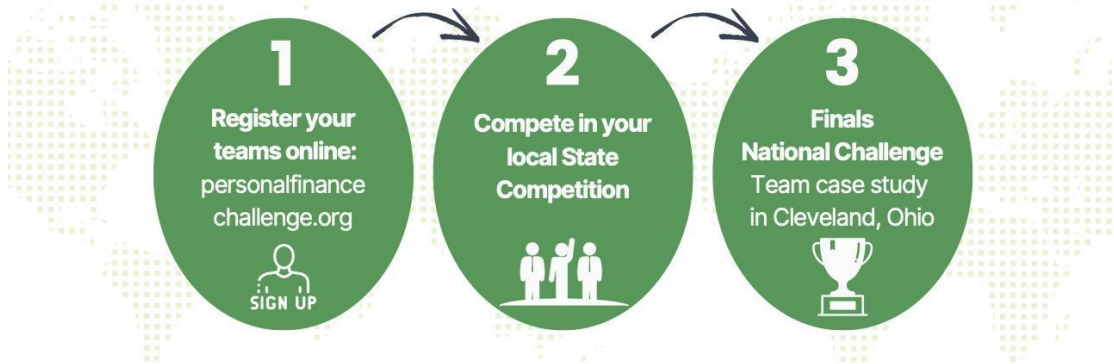 1
Register your
teams online:
personalfinance
challenge.org
SIGN UP
2
Compete in your
local State
Competition
3
Finals
National Challenge
Team case study
in Cleveland, Ohio